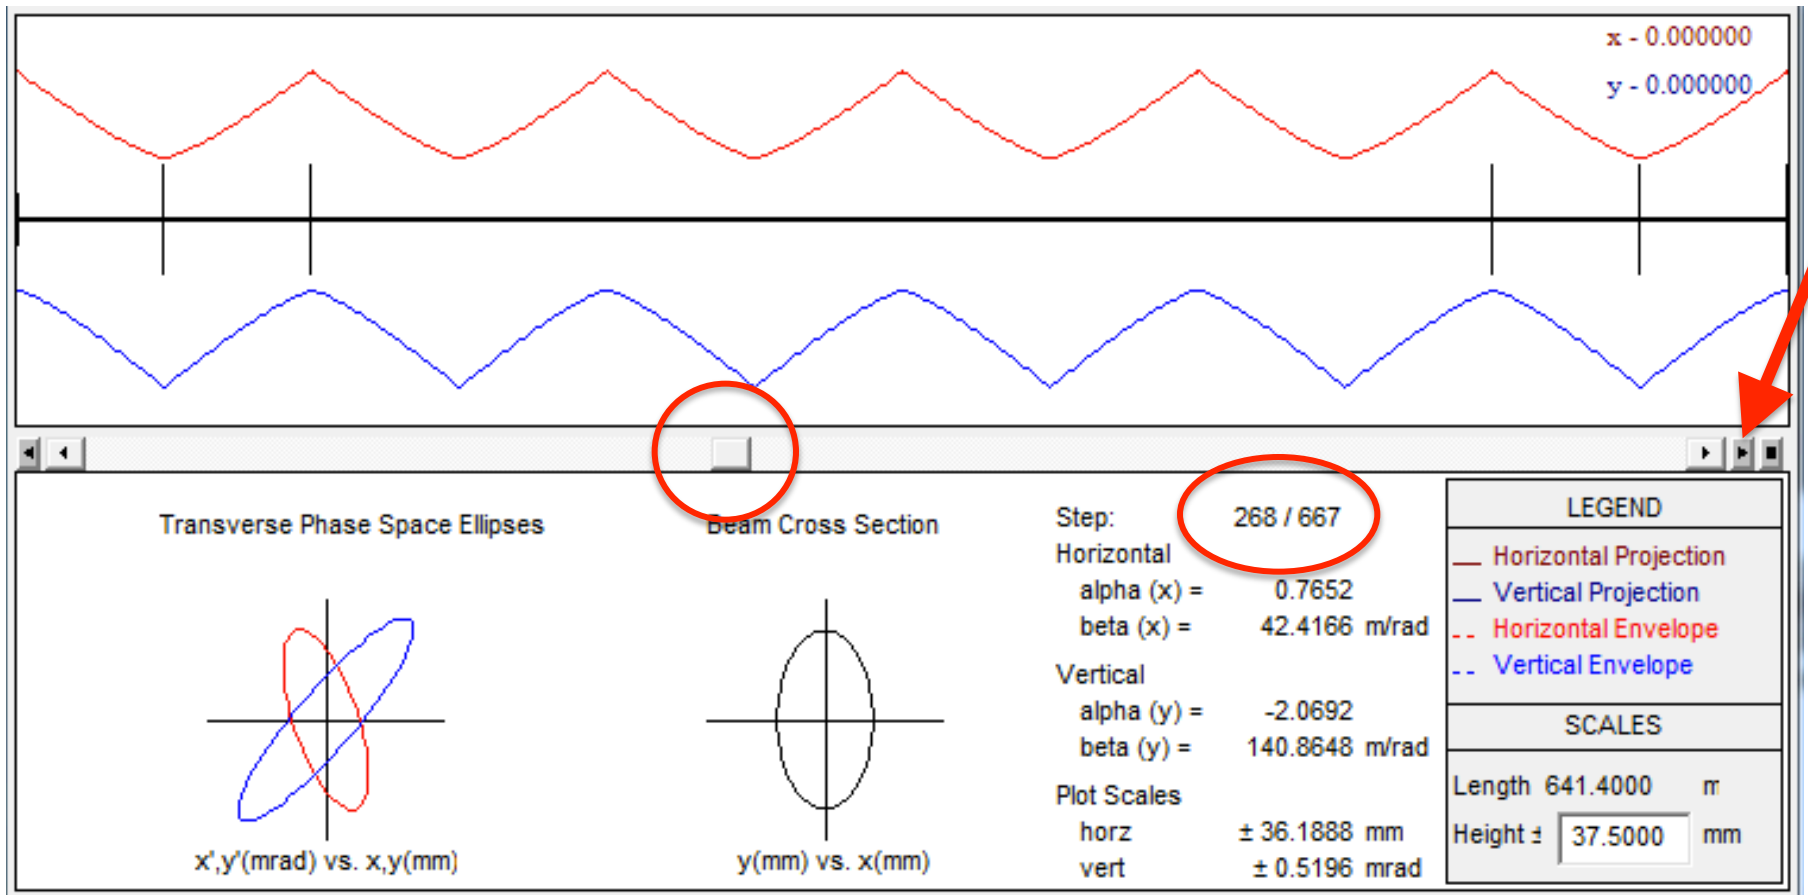 x - 0.000000
y - 0.000000
Transverse Phase Space Ellipses
x',y'(mrad) vs. x,y(mm)
Beam Cross Section
y(mm) vs. x(mm)
Step: 268 / 667
Horizontal
alpha (x) = 0.7652
beta (x) = 42.4166 m/rad
Vertical
alpha (y) = -2.0692
beta (y) = 140.8648 m/rad
Plot Scales
horz ± 36.1888 mm
vert ± 0.5196 mrad
LEGEND
Horizontal Projection
Vertical Projection
Horizontal Envelope
Vertical Envelope
SCALES
Length 641.4000 m
Height ± 37.5000 mm